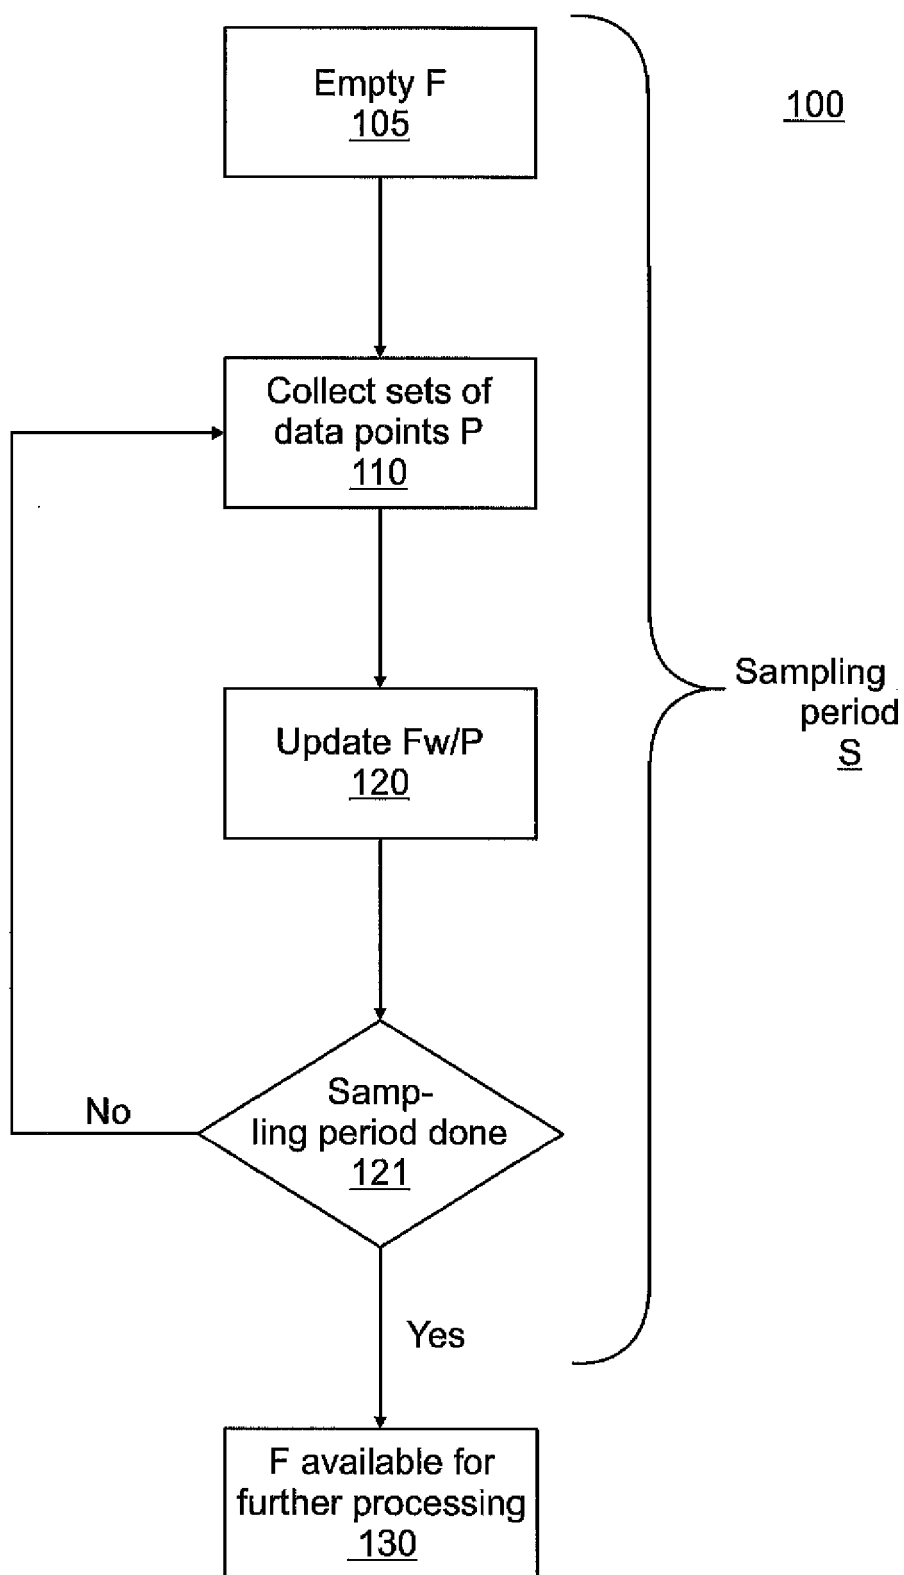 Empty F
105
100
Collect sets of
data points P
110
Update Fw/P
120
Sampling
period
S
Samp-
ling period done
121
No
Yes
F available for
further processing
130